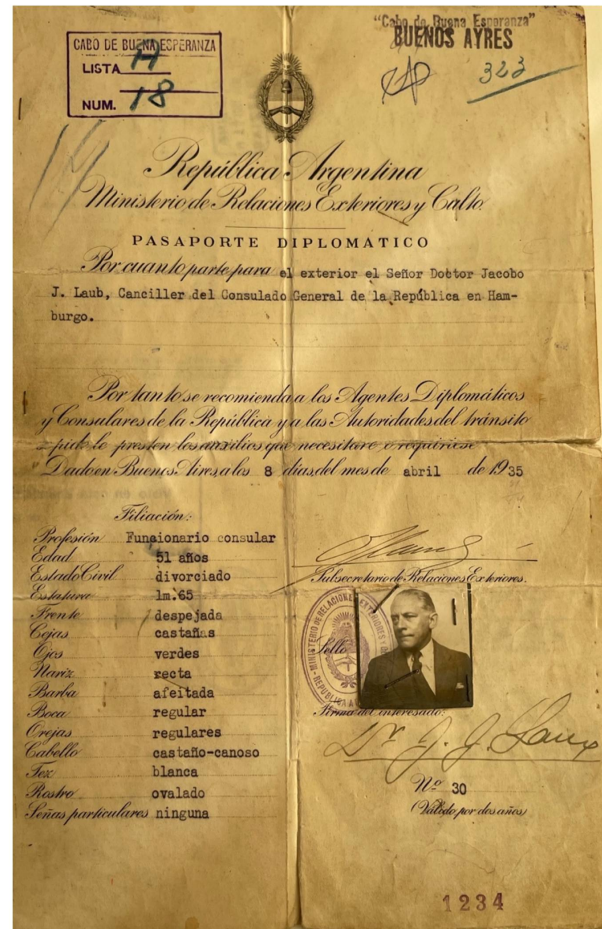 CABO DE BUENA ESPERANZA
LISTA H
NUM. 18
"Cabo de Buena Esperanza"
BUENOS AYRES
323
14
República Argentina
Ministerio de Relaciones Exteriores y Culto.
PASAPORTE DIPLOMATICO
Por cuanto parte para el exterior el Señor Doctor Jacobo
J. Laub, Canciller del Consulado General de la República en Ham-
burgo.
Por tanto se recomienda a los Agentes Diplomáticos
y Consulares de la República y a las Autoridades del tránsito
pide le presten los auxilios que necesitare o requiriese
Dado en Buenos Aires, a los 8 días del mes de abril de 1935
Filiación:
Profesión Funcionario consular
Edad 51 años
Estado Civil divorciado
Estatura 1m.65
Frente despejada
Cejas castañas
Ojos verdes
Nariz recta
Barba afeitada
Boca regular
Orejas regulares
Cabello castaño-canoso
Tez blanca
Rostro ovalado
Señas particulares ninguna
Subsecretario de Relaciones Exteriores.
MINISTERIO DE RELACIONES EXTERIORES Y
REPUBLICA A
Sello
Firma del interesado:
Dr. J. J. Laub
Nº 30
(Válido por dos años)
1234